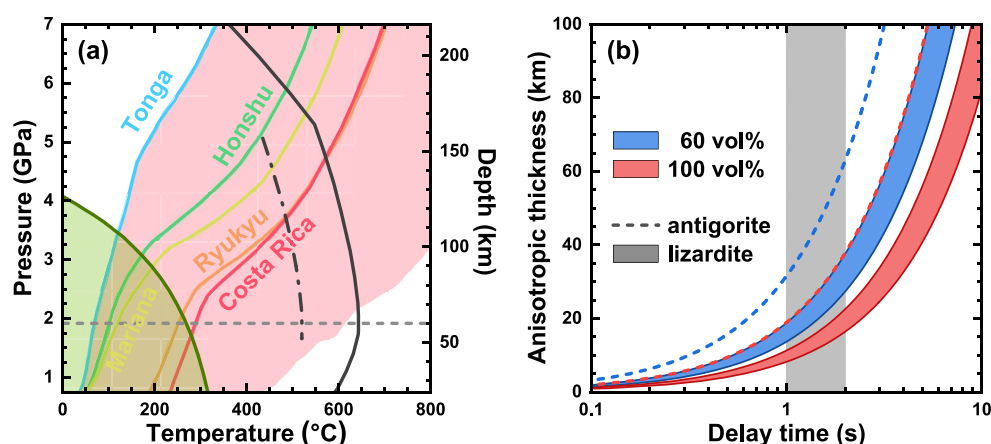 (a)
7
6
5
4
3
2
1
Pressure (GPa)
0
200
400
600
800
Temperature (°C)
200
150
100
50
Depth (km)
Tonga
Honshu
Mariana
Ryukyu
Costa Rica
(b)
100
80
60
40
20
0
Anisotropic thickness (km)
0.1
1
10
Delay time (s)
60 vol%
100 vol%
antigorite
lizardite